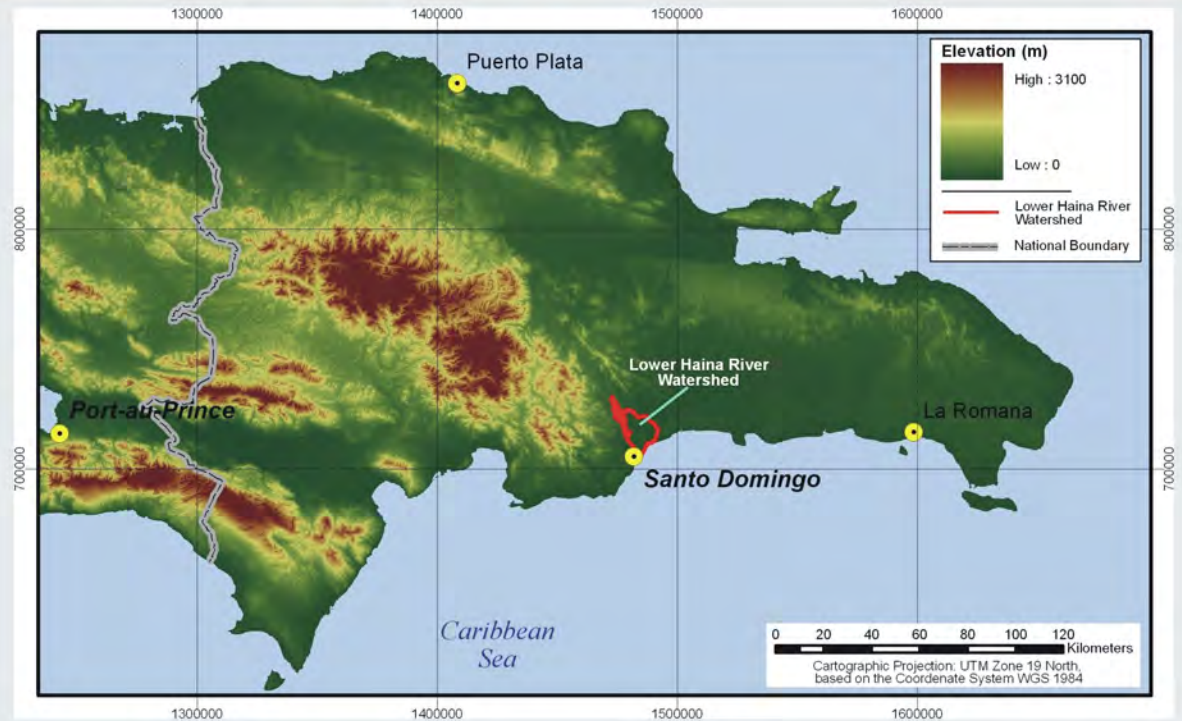 1300000 1400000 1500000 1600000
Puerto Plata
Elevation (m)
High : 3100
Low : 0
Lower Haina River
Watershed
National Boundary
800000 800000
Lower Haina River
Watershed
Port-au-Prince
La Romana
Santo Domingo
700000 700000
Caribbean
Sea
0 20 40 60 80 100 120
Kilometers
Cartographic Projection: UTM Zone 19 North,
based on the Coordenate System WGS 1984
1300000 1400000 1500000 1600000